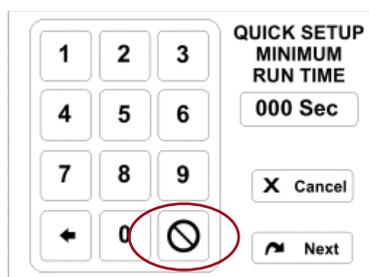 QUICK SETUP
MINIMUM
RUN TIME
000 Sec
1 2 3
4 5 6
7 8 9
0
X Cancel
Next